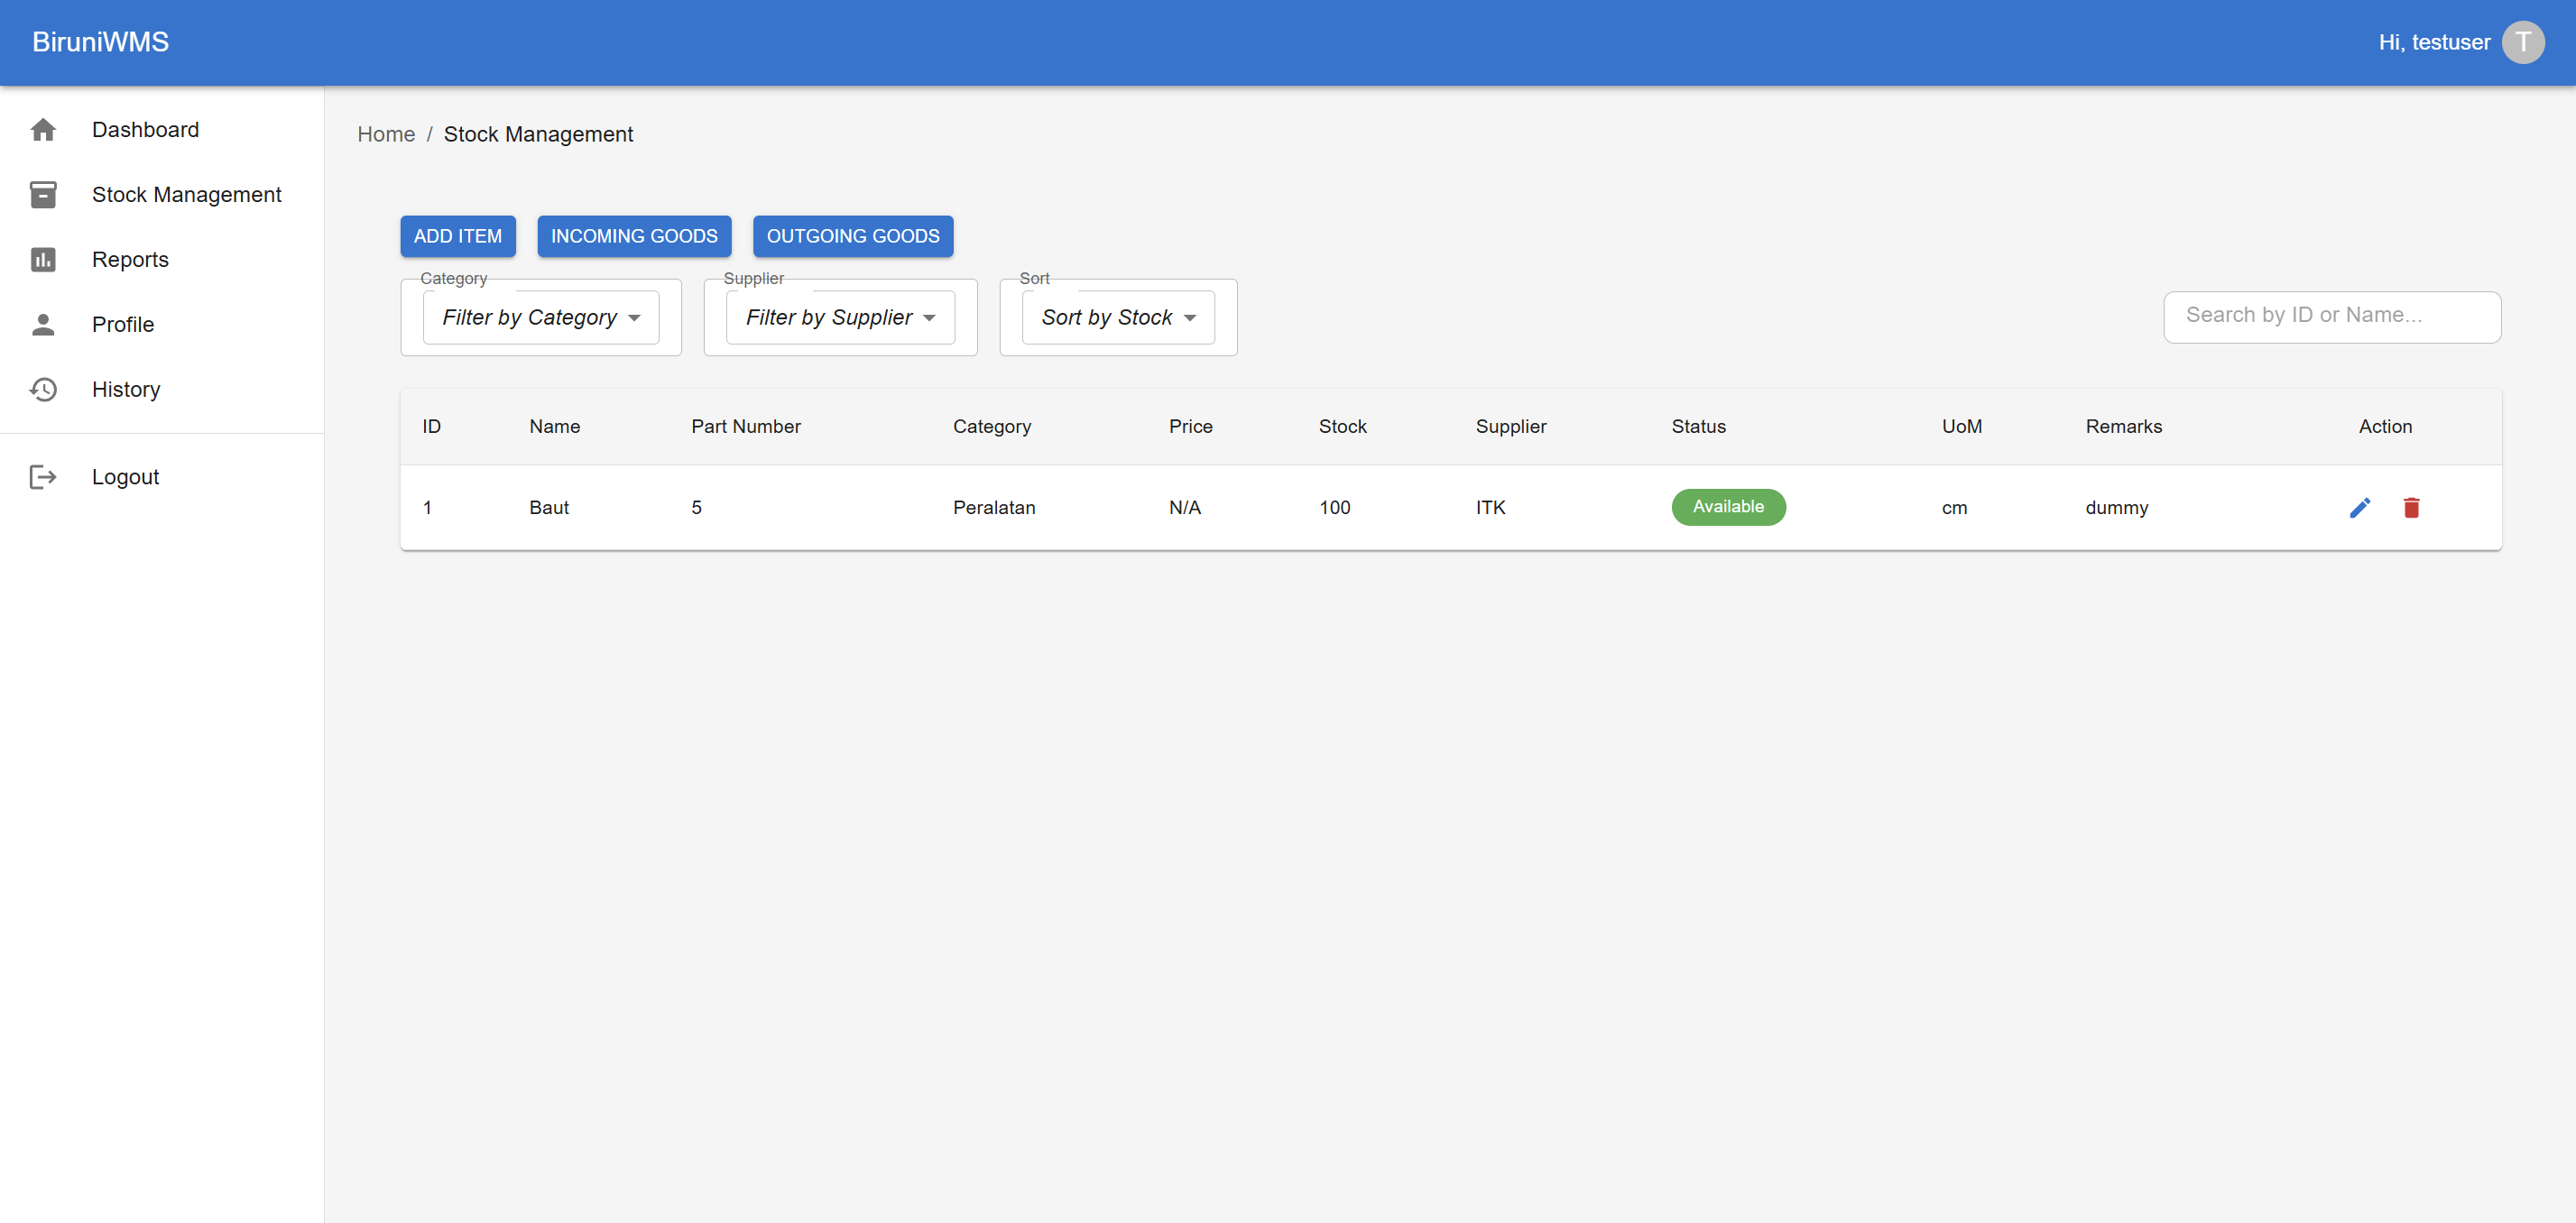 BiruniWMS
Hi, testuser T
Dashboard
Stock Management
Reports
Profile
History
Logout
Home / Stock Management
ADD ITEM INCOMING GOODS OUTGOING GOODS
Category Supplier Sort
Filter by Category Filter by Supplier Sort by Stock Search by ID or Name...
ID Name Part Number Category Price Stock Supplier Status UoM Remarks Action
1 Baut 5 Peralatan N/A 100 ITK Available cm dummy